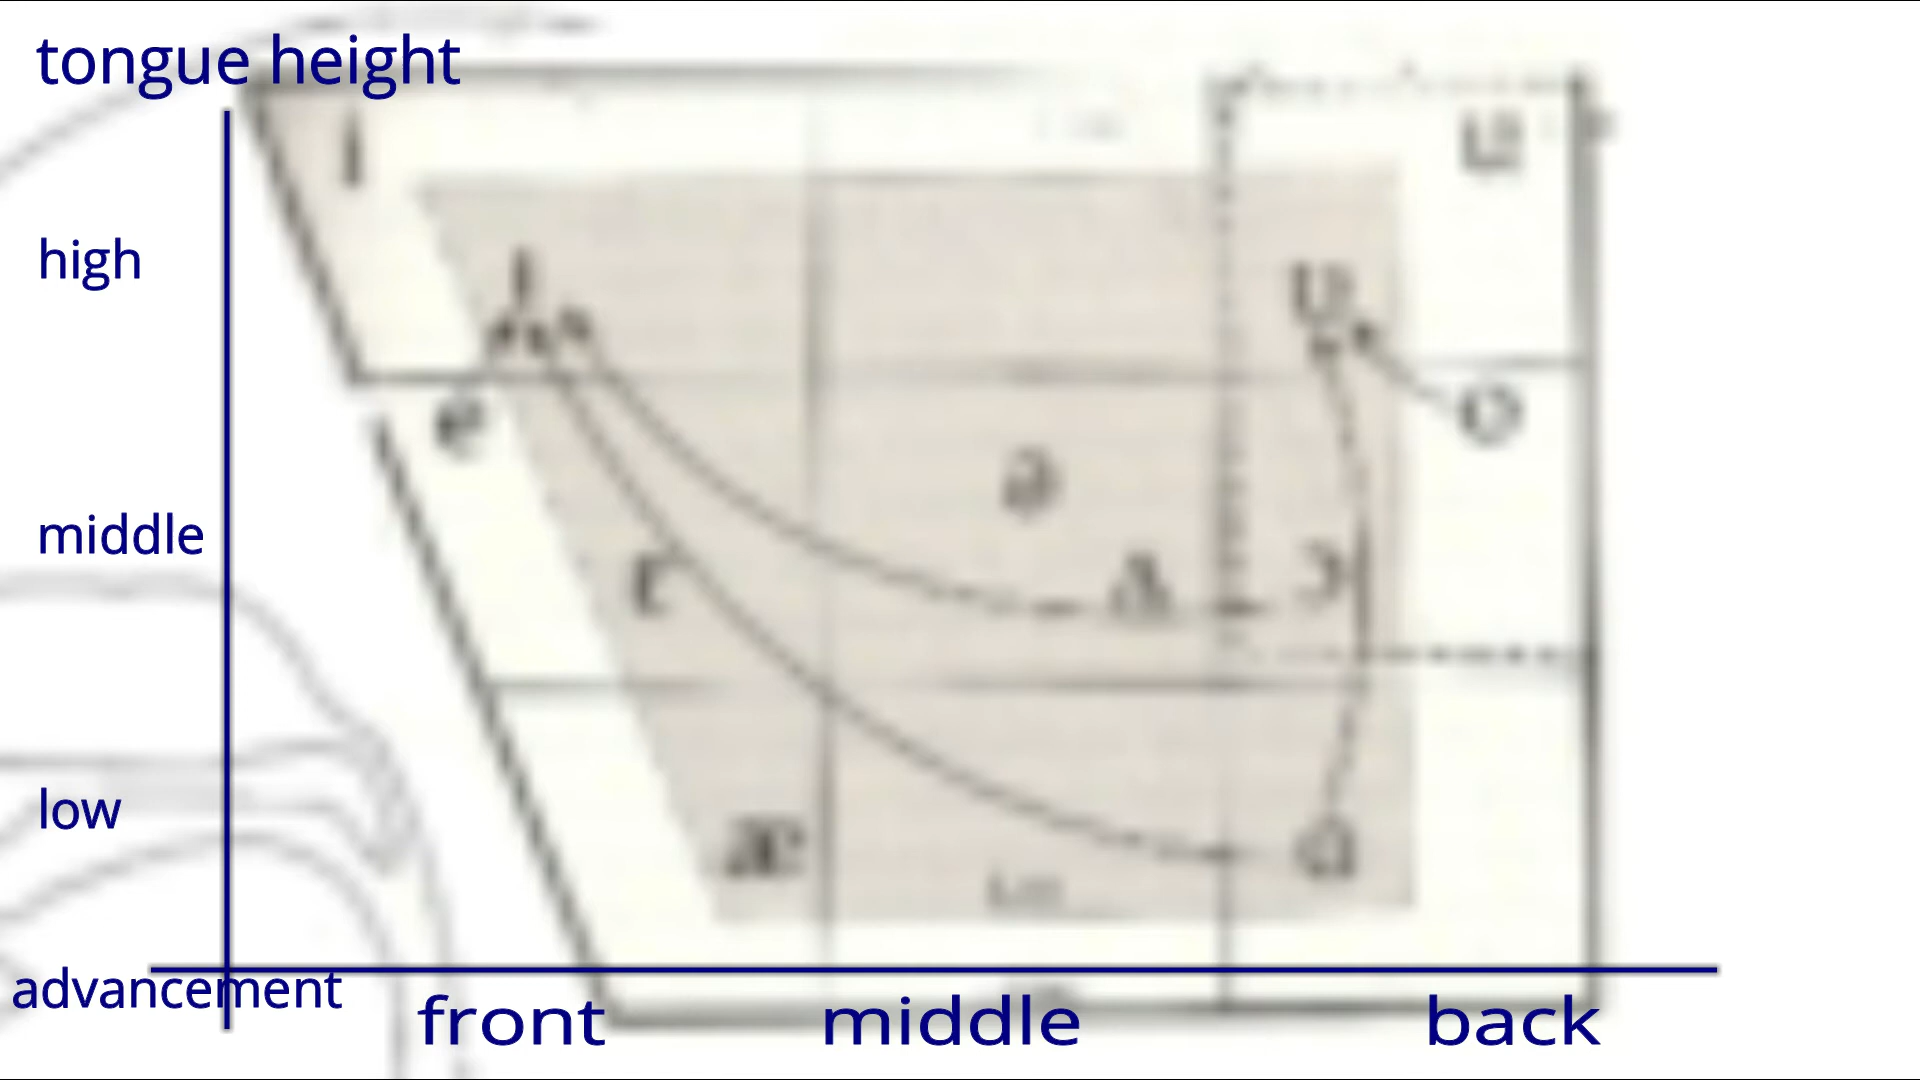 tongue height
i
u
ɪ
ʊ
high
e
o
ə
middle
ɛ
ʌ
ɔ
low
æ
ɑ
advancement
front middle back